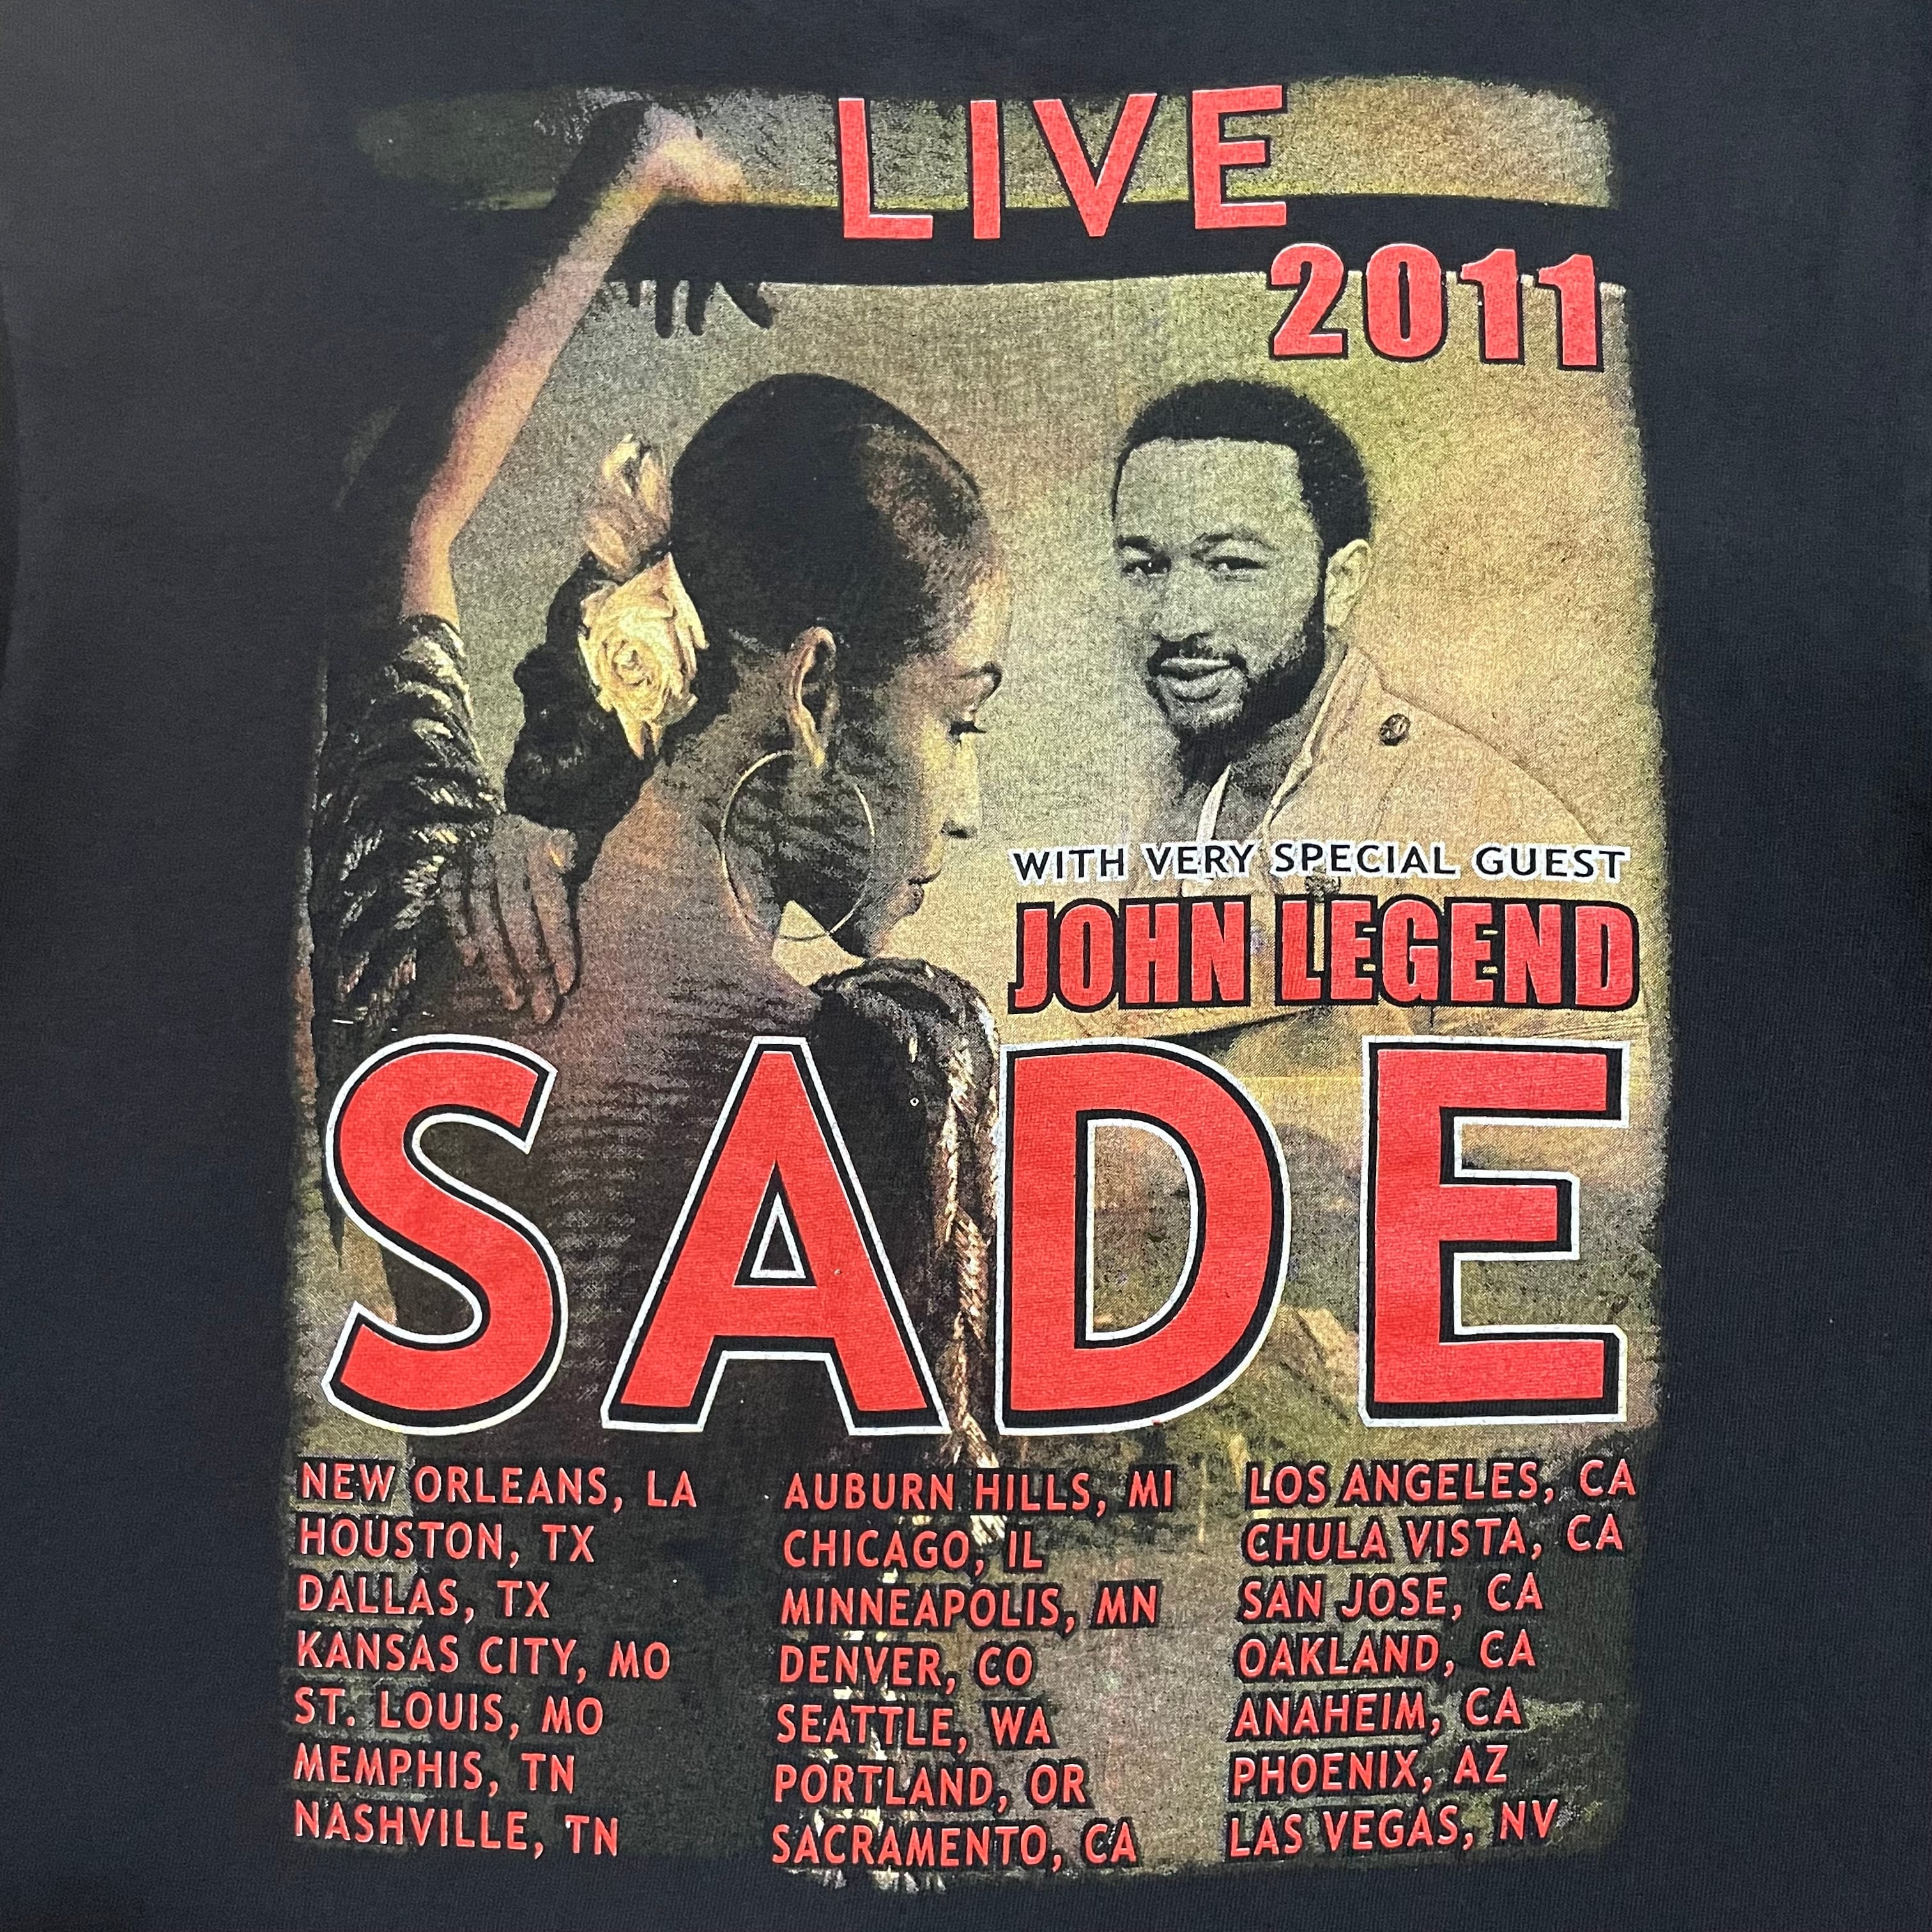 LIVE
2011
WITH VERY SPECIAL GUEST
JOHN LEGEND
SADE
NEW ORLEANS, LA
HOUSTON, TX
DALLAS, TX
KANSAS CITY, MO
ST. LOUIS, MO
MEMPHIS, TN
NASHVILLE, TN
AUBURN HILLS, MI
CHICAGO, IL
MINNEAPOLIS, MN
DENVER, CO
SEATTLE, WA
PORTLAND, OR
SACRAMENTO, CA
LOS ANGELES, CA
CHULA VISTA, CA
SAN JOSE, CA
OAKLAND, CA
ANAHEIM, CA
PHOENIX, AZ
LAS VEGAS, NV